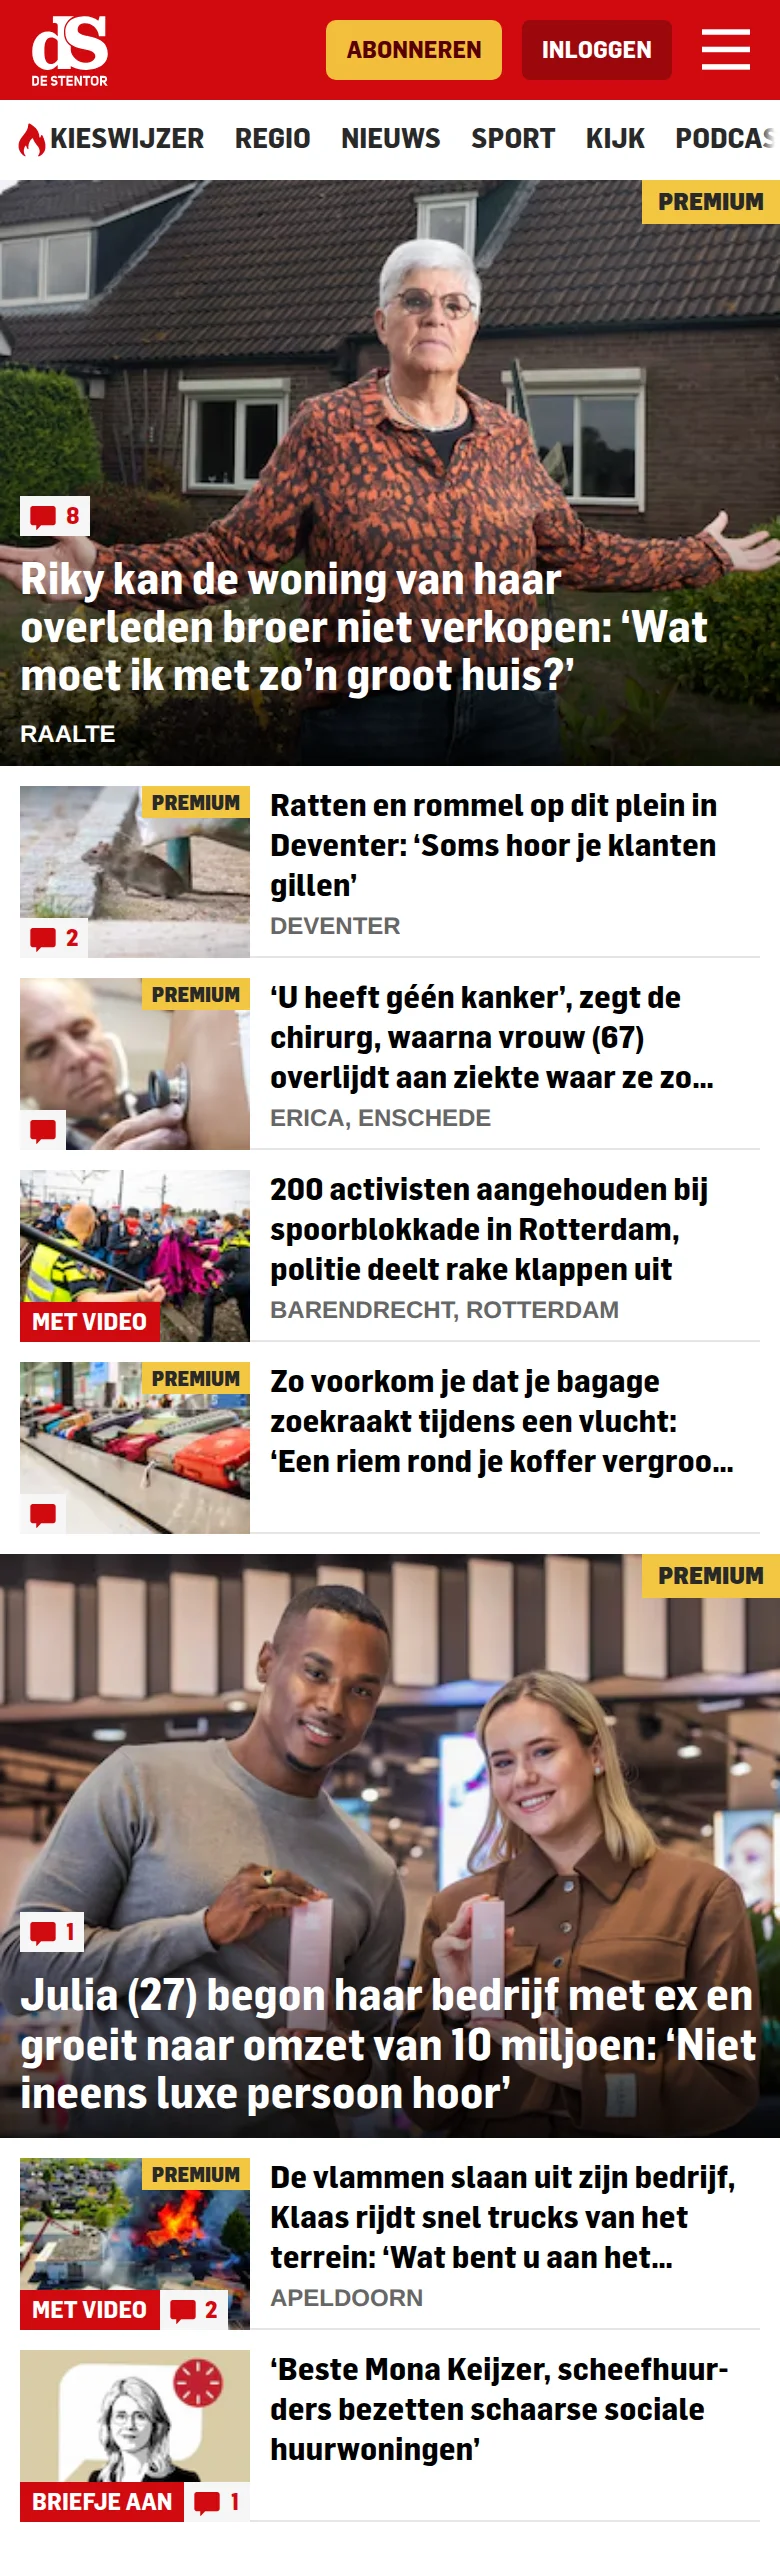 dS
DE STENTOR
ABONNEREN
INLOGGEN
KIESWIJZER REGIO NIEUWS SPORT KIJK PODCAS
PREMIUM
8
Riky kan de woning van haar
overleden broer niet verkopen: ‘Wat
moet ik met zo’n groot huis?’
RAALTE
PREMIUM
2
Ratten en rommel op dit plein in
Deventer: ‘Soms hoor je klanten
gillen’
DEVENTER
PREMIUM
‘U heeft géén kanker’, zegt de
chirurg, waarna vrouw (67)
overlijdt aan ziekte waar ze zo...
ERICA, ENSCHEDE
MET VIDEO
200 activisten aangehouden bij
spoorblokkade in Rotterdam,
politie deelt rake klappen uit
BARENDRECHT, ROTTERDAM
PREMIUM
Zo voorkom je dat je bagage
zoekraakt tijdens een vlucht:
‘Een riem rond je koffer vergroo...
PREMIUM
1
Julia (27) begon haar bedrijf met ex en
groeit naar omzet van 10 miljoen: ‘Niet
ineens luxe persoon hoor’
PREMIUM
MET VIDEO
2
De vlammen slaan uit zijn bedrijf,
Klaas rijdt snel trucks van het
terrein: ‘Wat bent u aan het...
APELDOORN
BRIEFJE AAN
1
‘Beste Mona Keijzer, scheefhuur-
ders bezetten schaarse sociale
huurwoningen’